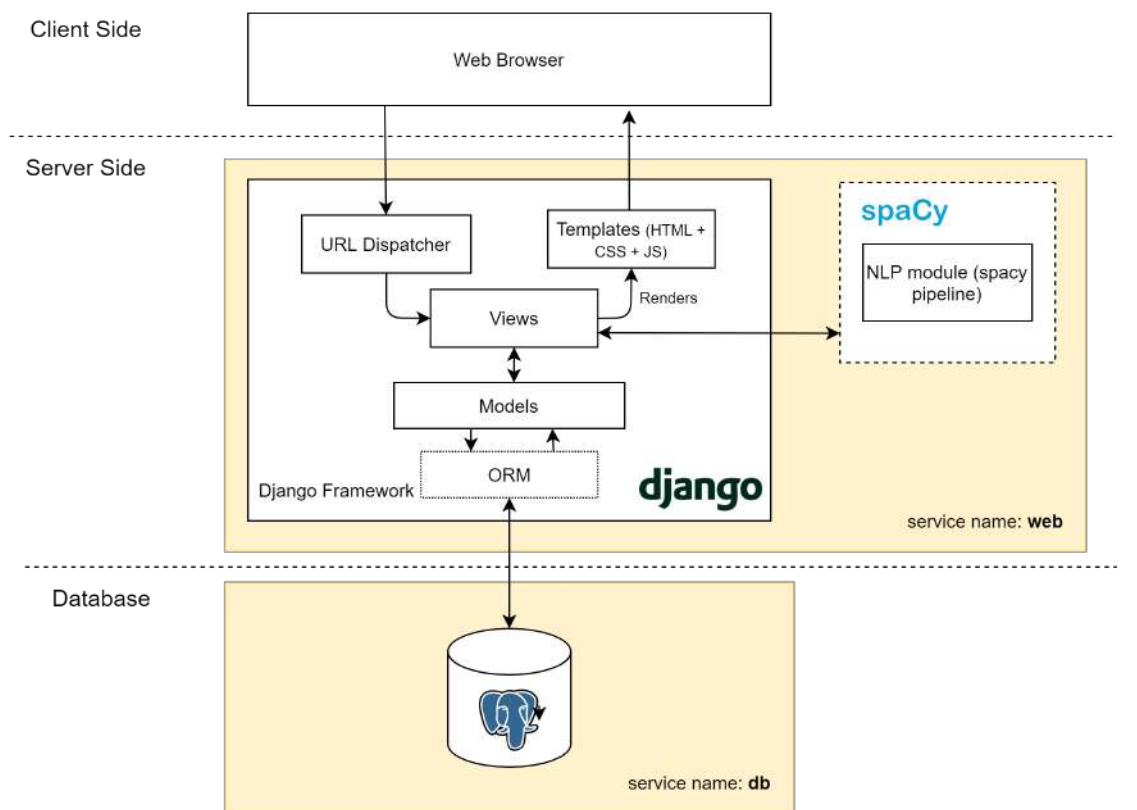 Client Side
Web Browser
Server Side
URL Dispatcher
Templates (HTML +
CSS + JS)
spaCy
NLP module (spacy
pipeline)
Renders
Views
Models
ORM
Django Framework
django
service name: web
Database
service name: db